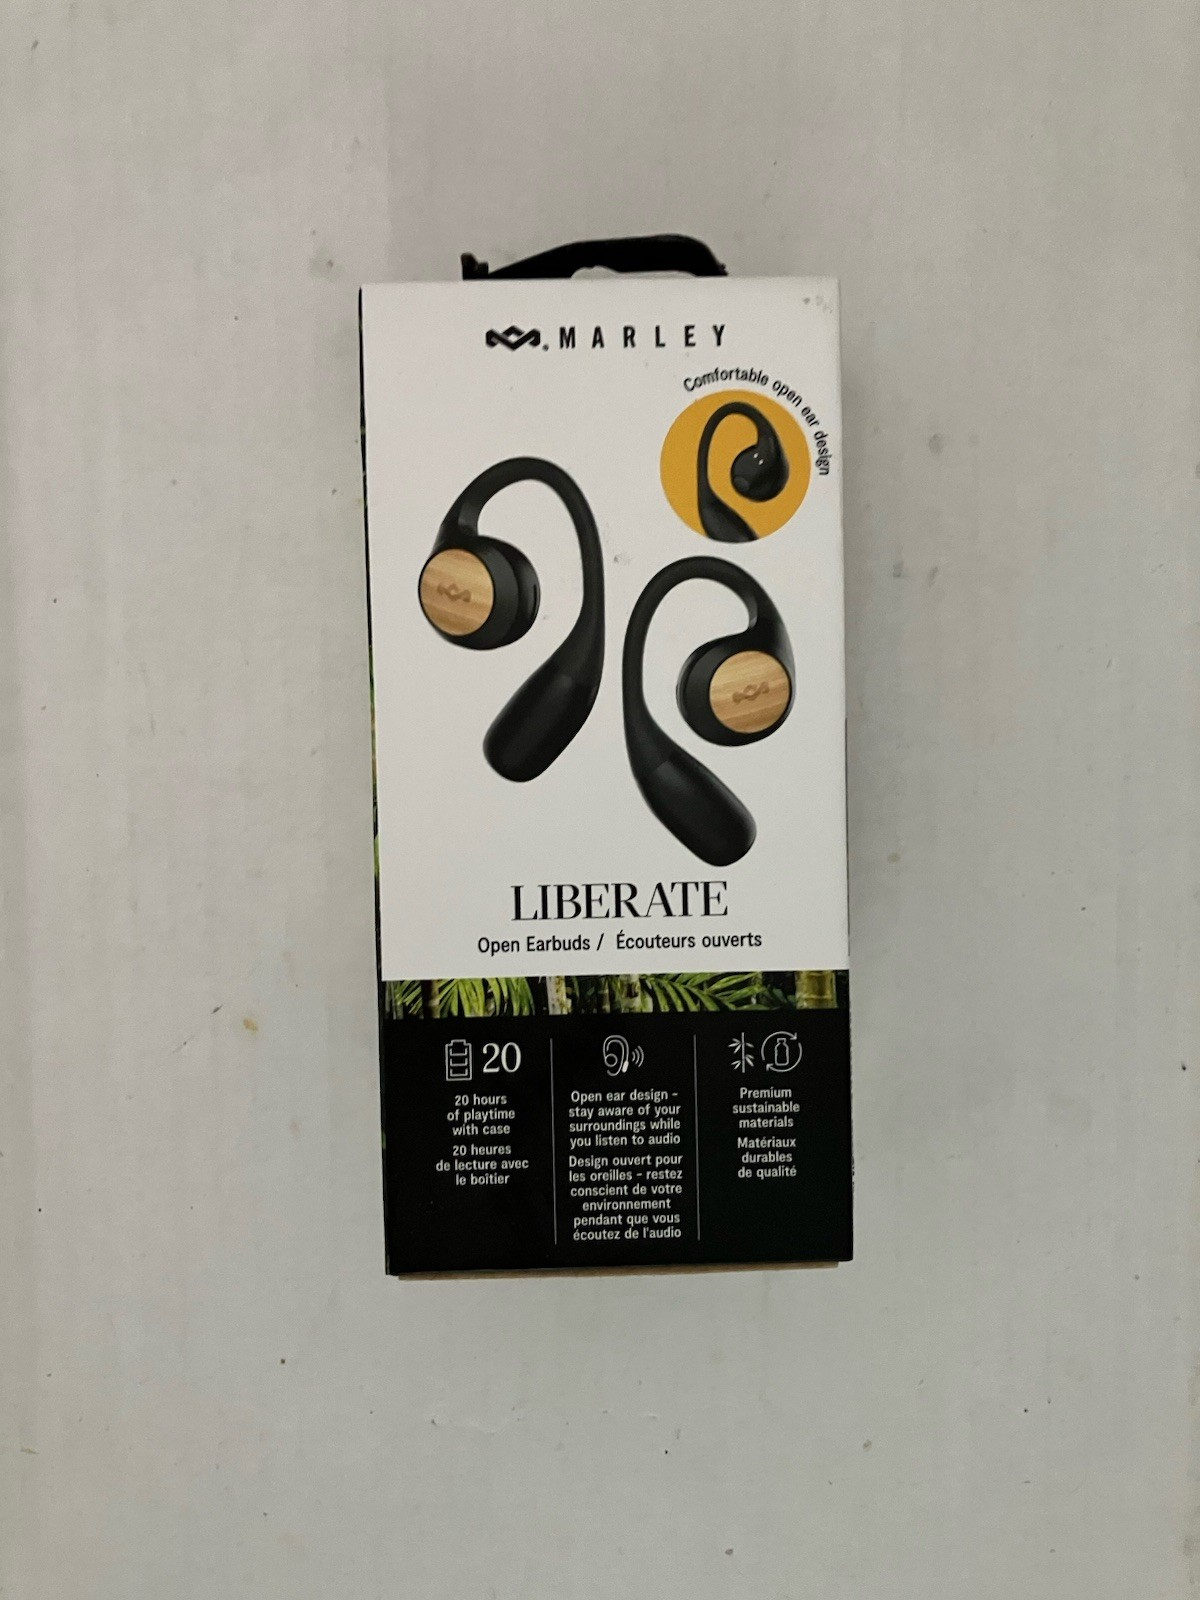 MARLEY
Comfortable open ear design
LIBERATE
Open Earbuds / Écouteurs ouverts
20
20 hours
of playtime
with case
20 heures
de lecture avec
le boîtier
Open ear design -
stay aware of your
surroundings while
you listen to audio
Design ouvert pour
les oreilles - restez
conscient de votre
environnement
pendant que vous
écoutez de l'audio
Premium
sustainable
materials
Matériaux
durables
de qualité